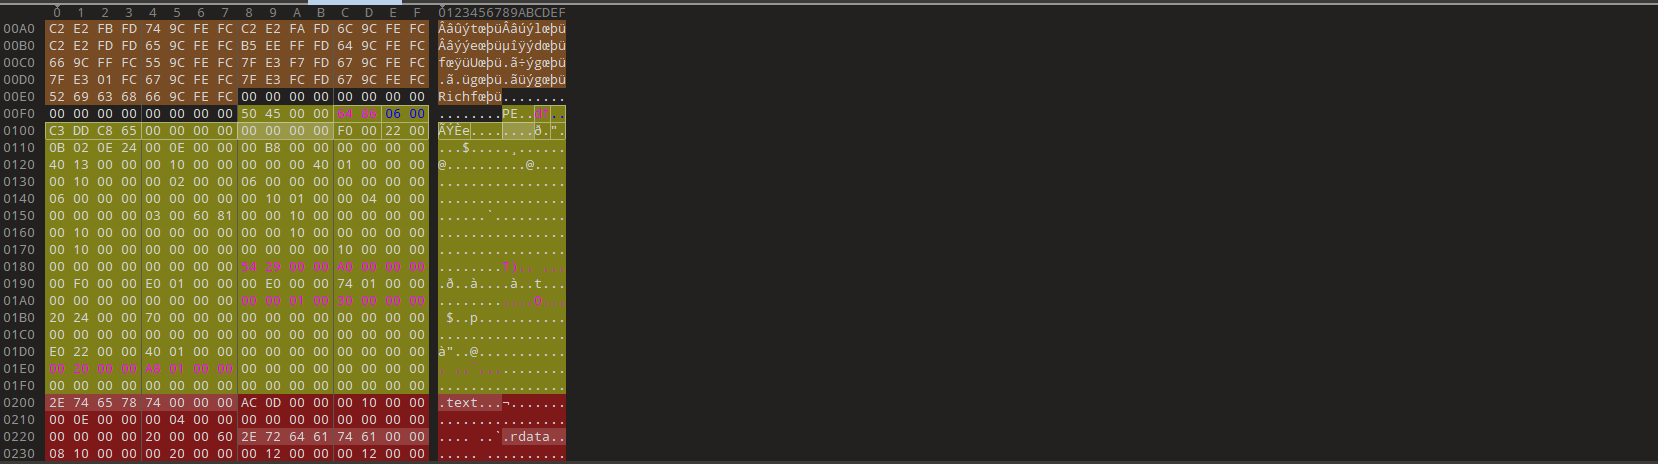 0 1 2 3 4 5 6 7 8 9 A B C D E F 0123456789ABCDEF
00A0 C2 E2 FB FD 74 9C FE FC C2 E2 FA FD 6C 9C FE FC ÂâûýtœþüÂâúýlœþü
00B0 C2 E2 FD FD 65 9C FE FC B5 EE FF FD 64 9C FE FC Ââýýeœþüµîÿýdœþü
00C0 66 9C FF FC 55 9C FE FC 7F E3 F7 FD 67 9C FE FC fœÿüUœþü.ã÷ýgœþü
00D0 7F E3 01 FC 67 9C FE FC 7F E3 FC FD 67 9C FE FC .ã.ügœþü.ãüýgœþü
00E0 52 69 63 68 66 9C FE FC 00 00 00 00 00 00 00 00 Richfœþü........
00F0 00 00 00 00 00 00 00 00 50 45 00 00 64 86 06 00 ........PE..d†..
0100 C3 DD C8 65 00 00 00 00 00 00 00 00 F0 00 22 00 ÃÝÈe........ð.".
0110 0B 02 0E 24 00 0E 00 00 00 B8 00 00 00 00 00 00 ...$.....¸......
0120 40 13 00 00 00 10 00 00 00 00 00 40 01 00 00 00 @..........@....
0130 00 10 00 00 00 02 00 00 06 00 00 00 00 00 00 00 ................
0140 06 00 00 00 00 00 00 00 00 10 01 00 00 04 00 00 ................
0150 00 00 00 00 03 00 60 81 00 00 10 00 00 00 00 00 ......`.........
0160 00 10 00 00 00 00 00 00 00 00 10 00 00 00 00 00 ................
0170 00 10 00 00 00 00 00 00 00 00 00 00 10 00 00 00 ................
0180 00 00 00 00 00 00 00 00 54 29 00 00 A0 00 00 00 ........T).. ...
0190 00 F0 00 00 E0 01 00 00 00 E0 00 00 74 01 00 00 .ð..à....à..t...
01A0 00 00 00 00 00 00 00 00 00 00 01 00 30 00 00 00 ............0...
01B0 20 24 00 00 70 00 00 00 00 00 00 00 00 00 00 00 $..p...........
01C0 00 00 00 00 00 00 00 00 00 00 00 00 00 00 00 00 ................
01D0 E0 22 00 00 40 01 00 00 00 00 00 00 00 00 00 00 à"..@...........
01E0 00 20 00 00 A8 01 00 00 00 00 00 00 00 00 00 00
01F0 00 00 00 00 00 00 00 00 00 00 00 00 00 00 00 00 ................
0200 2E 74 65 78 74 00 00 00 AC 0D 00 00 00 10 00 00 .text...¬.......
0210 00 0E 00 00 00 04 00 00 00 00 00 00 00 00 00 00 ................
0220 00 00 00 00 20 00 00 60 2E 72 64 61 74 61 00 00 .... ..`.rdata..
0230 08 10 00 00 00 20 00 00 00 12 00 00 00 12 00 00 ..... ..........